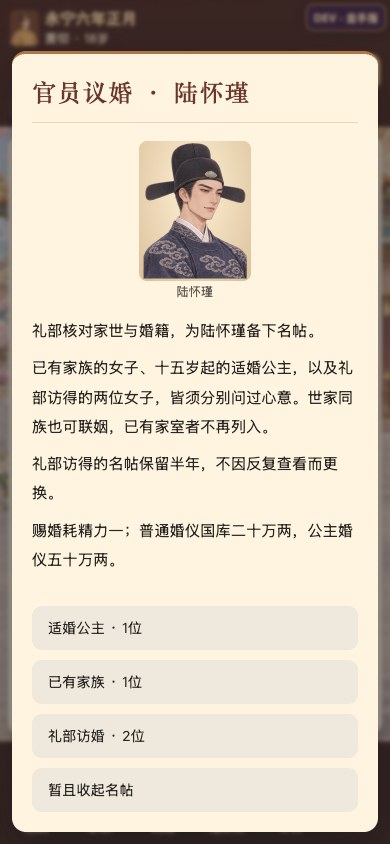 永宁六年正月
DEV · 金手指
官员议婚 · 陆怀瑾
陆怀瑾
礼部核对家世与婚籍，为陆怀瑾备下名帖。
已有家族的女子、十五岁起的适婚公主，以及礼
部访得的两位女子，皆须分别问过心意。世家同
族也可联姻，已有家室者不再列入。
礼部访得的名帖保留半年，不因反复查看而更
换。
赐婚耗精力一；普通婚仪国库二十万两，公主婚
仪五十万两。
适婚公主 · 1位
已有家族 · 1位
礼部访婚 · 2位
暂且收起名帖